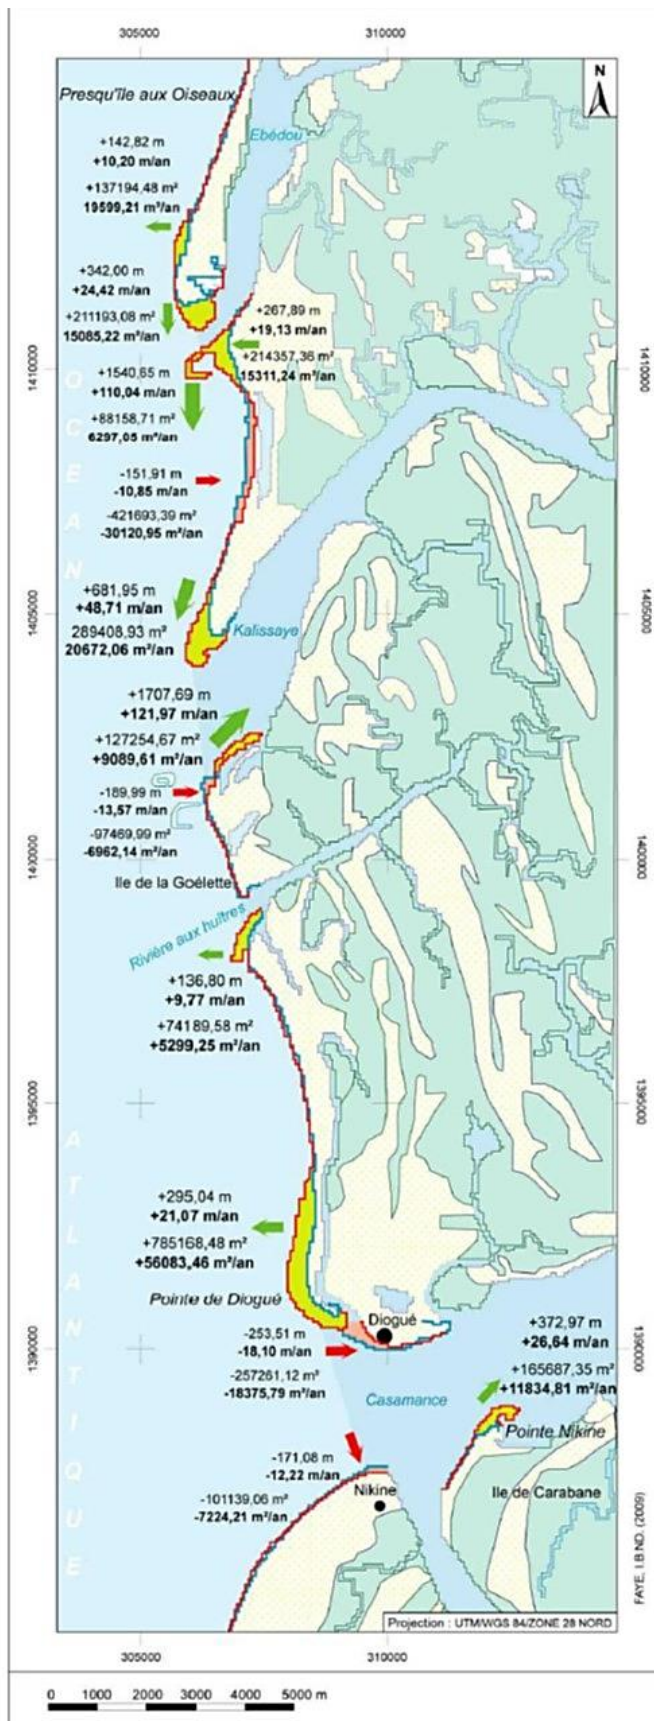 305000 310000
N
Presqu'île aux Oiseaux
Ebédou
+142,82 m
+10,20 m/an
+137194,48 m²
19599,21 m²/an
+342,00 m
+24,42 m/an
+211193,08 m²
15085,22 m²/an
+267,89 m
+19,13 m/an
+214357,36 m²
15311,24 m²/an
1410000 1410000
+1540,65 m
+110,04 m/an
+88158,71 m²
6297,05 m²/an
-151,91 m
-10,85 m/an
-421693,39 m²
-30120,95 m²/an
OCEAN
+681,95 m
+48,71 m/an
289408,93 m²
20672,06 m²/an
1405000 1405000
Kalissaye
+1707,69 m
+121,97 m/an
+127254,67 m²
+9089,61 m²/an
-189,99 m
-13,57 m/an
-97469,99 m²
-6962,14 m²/an
1400000 1400000
Ile de la Goélette
Rivière aux huîtres
+136,80 m
+9,77 m/an
+74189,58 m²
+5299,25 m²/an
1395000 1395000
ATLANTIQUE
+295,04 m
+21,07 m/an
+785168,48 m²
+56083,46 m²/an
Pointe de Diogué
Diogué
-253,51 m
-18,10 m/an
-257261,12 m²
-18375,79 m²/an
+372,97 m
+26,64 m/an
+165687,35 m²
+11834,81 m²/an
1390000 1390000
Casamance
Pointe Nikine
-171,08 m
-12,22 m/an
-101139,06 m²
-7224,21 m²/an
Nikine
Ile de Carabane
FAYE, I.B.ND. (2009)
Projection : UTM/WGS 84/ZONE 28 NORD
305000 310000
0 1000 2000 3000 4000 5000 m